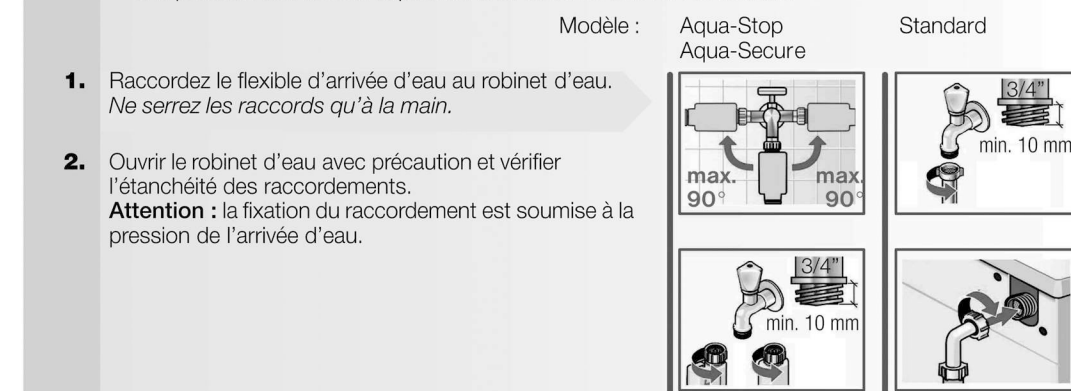 Modèle :
Aqua-Stop
Aqua-Secure
Standard
1. Raccordez le flexible d'arrivée d'eau au robinet d'eau.
Ne serrez les raccords qu'à la main.
2. Ouvrir le robinet d'eau avec précaution et vérifier
l'étanchéité des raccordements.
Attention : la fixation du raccordement est soumise à la
pression de l'arrivée d'eau.
max.
90°
max.
90°
3/4”
min. 10 mm
3/4”
min. 10 mm